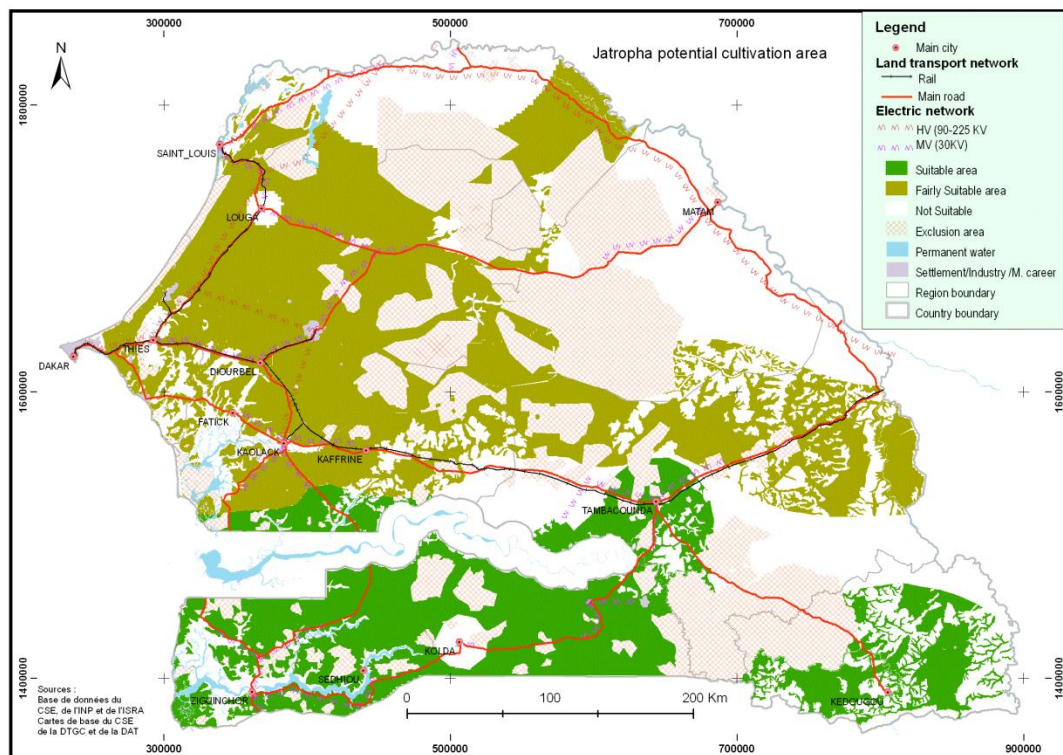 300000
500000
700000
N
Jatropha potential cultivation area
Legend
Main city
Land transport network
Rail
Main road
Electric network
HV (90-225 KV
MV (30KV)
Suitable area
Fairly Suitable area
Not Suitable
Exclusion area
Permanent water
Settlement/Industry /M. career
Region boundary
Country boundary
1800000
SAINT_LOUIS
LOUGA
MATAM
DAKAR
THIES
DIOURBEL
1600000
1600000
FATICK
KAOLACK
KAFFRINE
TAMBACOUNDA
KOLDA
SEDHIOU
ZIGUINCHOR
KEDOUGOU
1400000
1400000
0
100
200 Km
Sources :
Base de données du
CSE, de l'INP et de l'ISRA
Cartes de base du CSE
de la DTGC et de la DAT
300000
500000
700000
900000